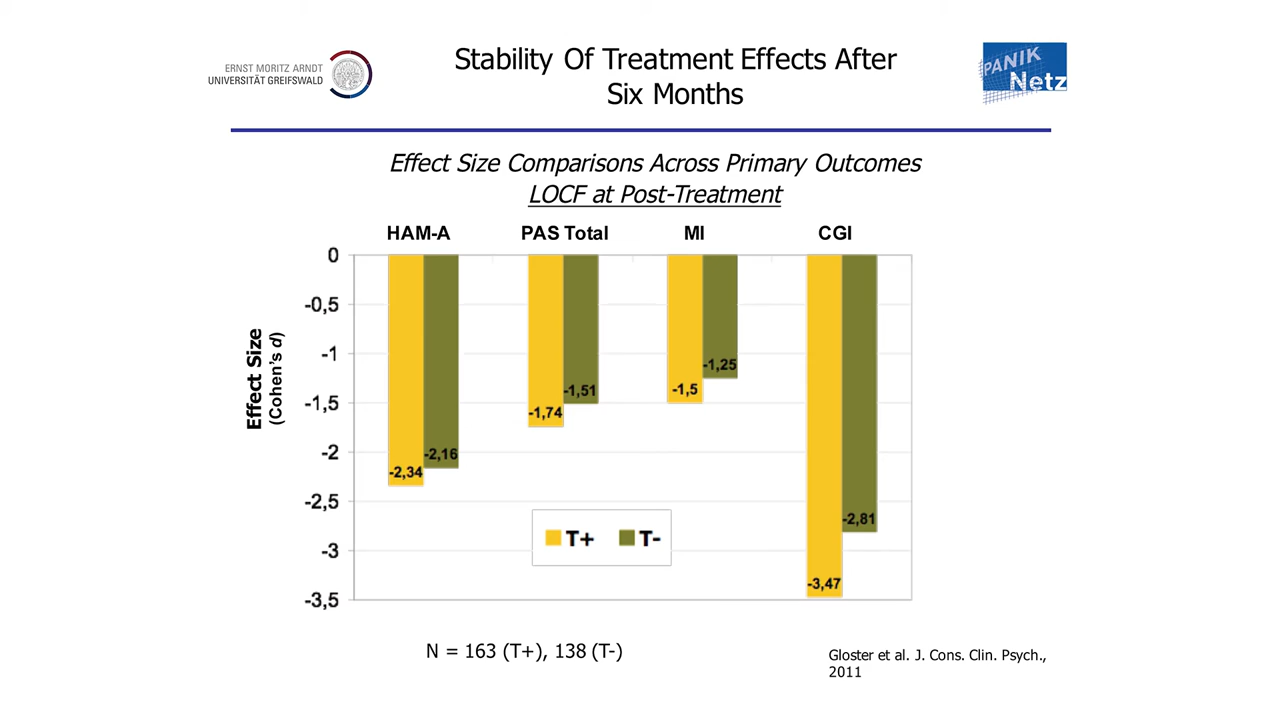 ERNST MORITZ ARNDT
UNIVERSITÄT GREIFSWALD
Stability Of Treatment Effects After
Six Months
PANIK
Netz
Effect Size Comparisons Across Primary Outcomes
LOCF at Post-Treatment
HAM-A PAS Total MI CGI
Effect Size
(Cohen's d)
0
-0,5
-1
-1,5
-2
-2,5
-3
-3,5
-2,34
-2,16
-1,74
-1,51
-1,5
-1,25
-3,47
-2,81
T+ T-
N = 163 (T+), 138 (T-)
Gloster et al. J. Cons. Clin. Psych.,
2011